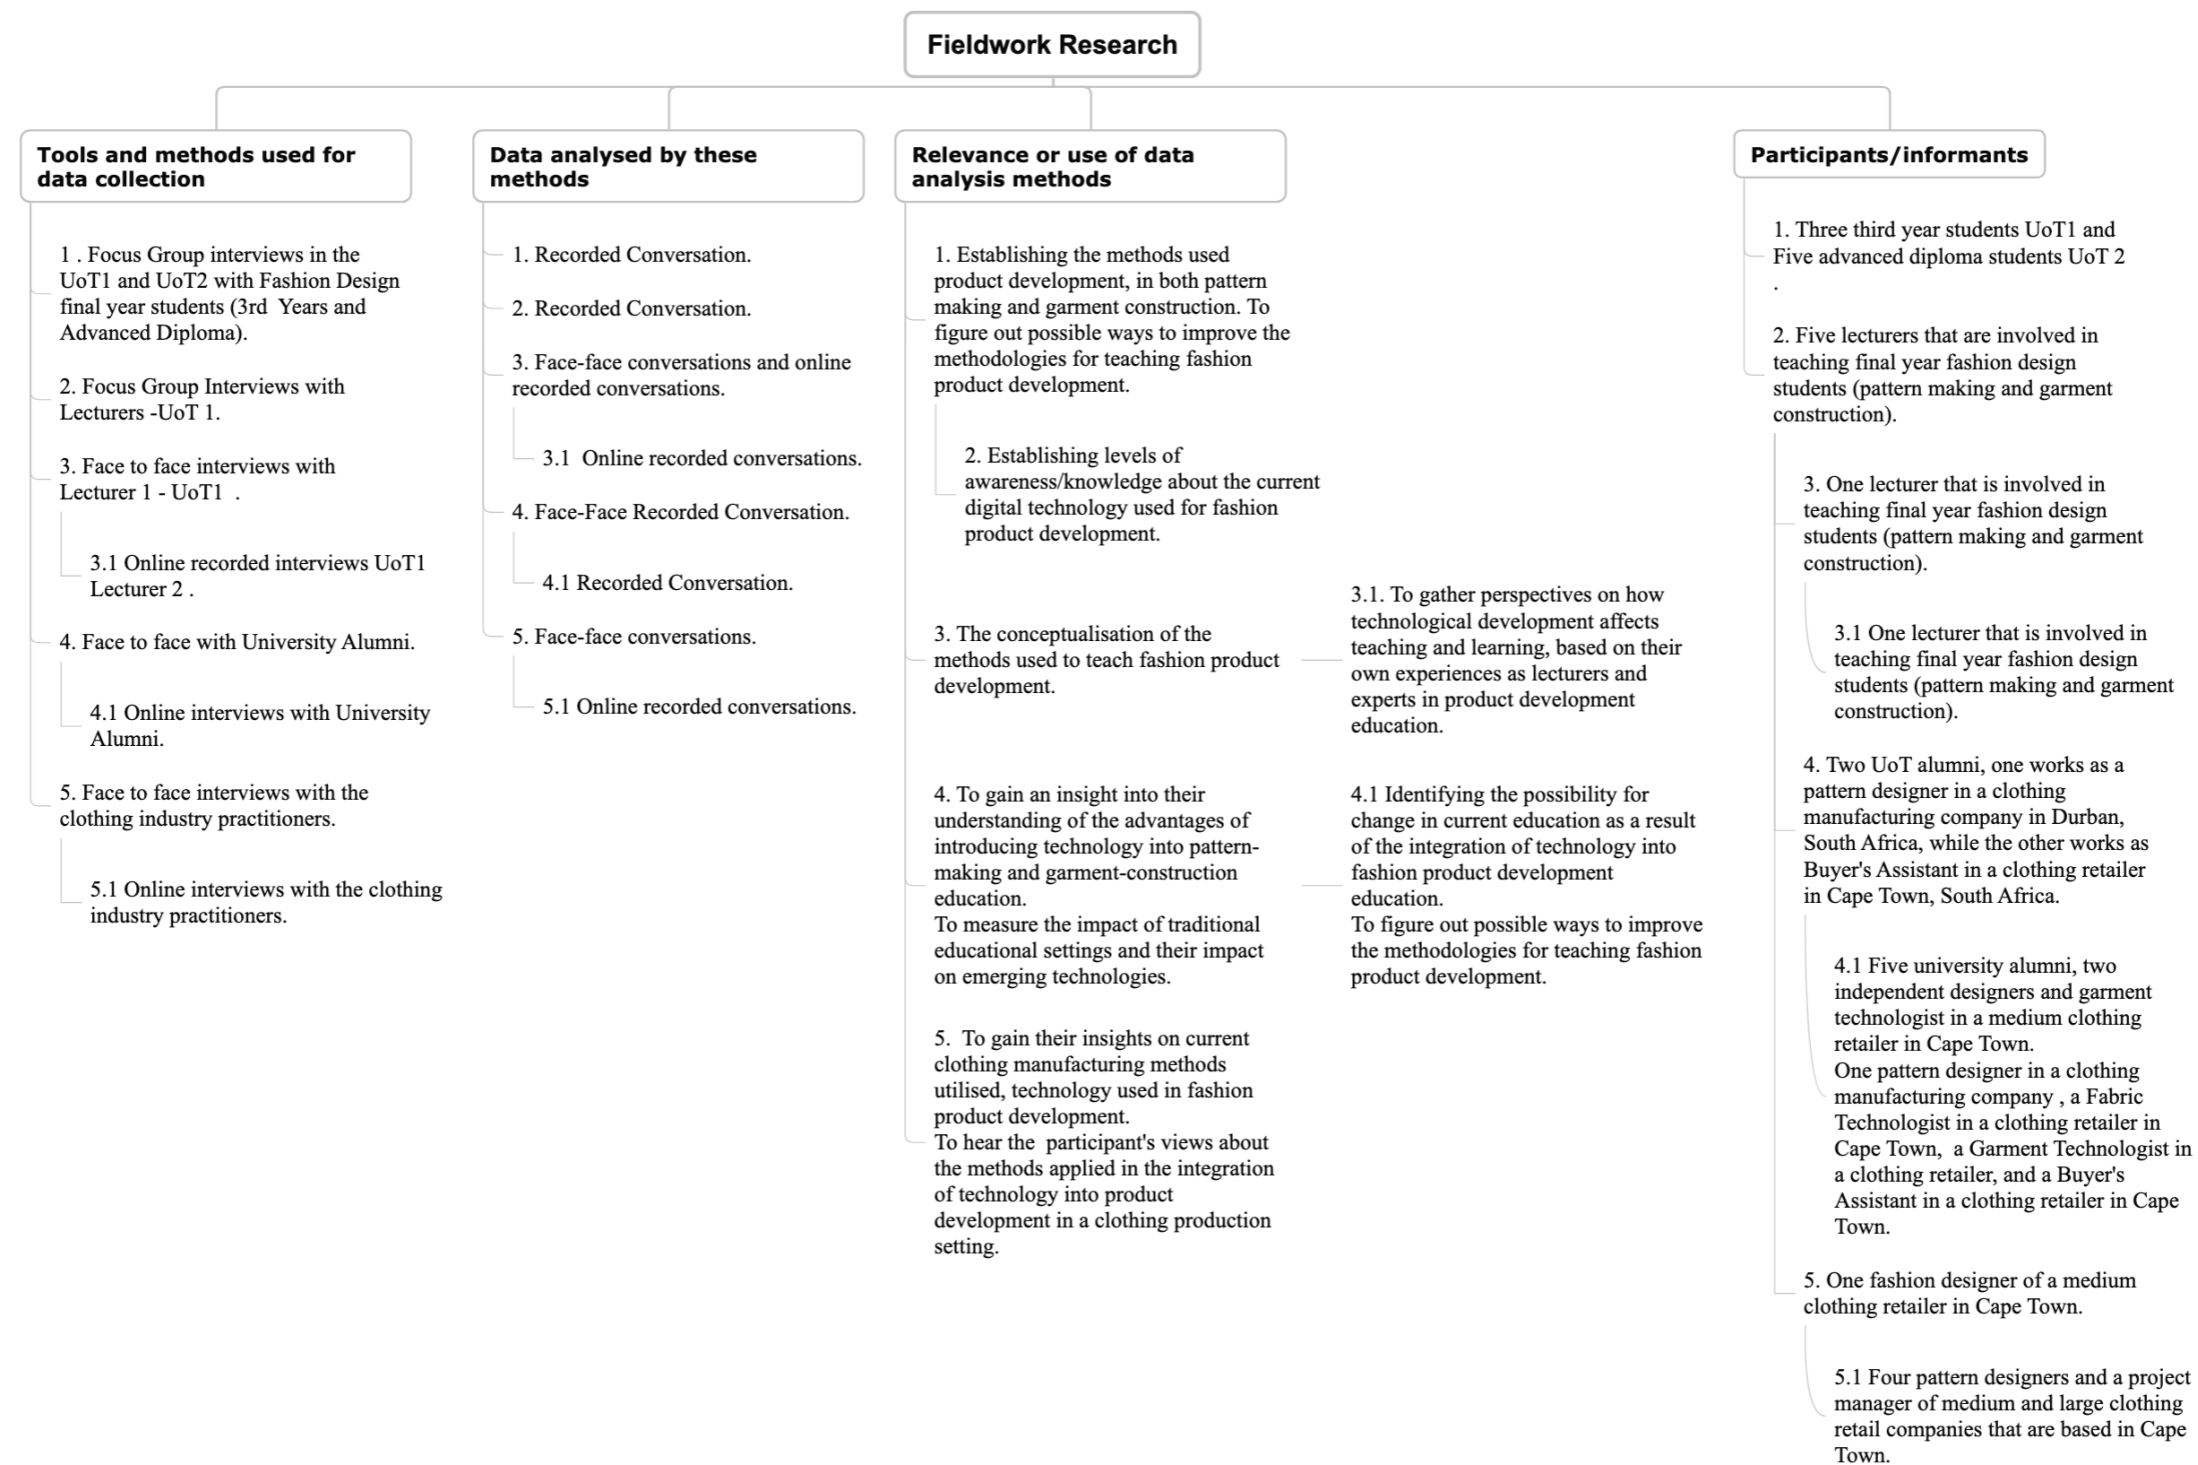 Fieldwork Research
Tools and methods used for
data collection
1 . Focus Group interviews in the
UoT1 and UoT2 with Fashion Design
final year students (3rd  Years and
Advanced Diploma).
2. Focus Group Interviews with
Lecturers -UoT 1.
3. Face to face interviews with
Lecturer 1 - UoT1  .
3.1 Online recorded interviews UoT1
Lecturer 2 .
4. Face to face with University Alumni.
4.1 Online interviews with University
Alumni.
5. Face to face interviews with the
clothing industry practitioners.
5.1 Online interviews with the clothing
industry practitioners.
Data analysed by these
methods
1. Recorded Conversation.
2. Recorded Conversation.
3. Face-face conversations and online
recorded conversations.
3.1  Online recorded conversations.
4. Face-Face Recorded Conversation.
4.1 Recorded Conversation.
5. Face-face conversations.
5.1 Online recorded conversations.
Relevance or use of data
analysis methods
1. Establishing the methods used
product development, in both pattern
making and garment construction. To
figure out possible ways to improve the
methodologies for teaching fashion
product development.
2. Establishing levels of
awareness/knowledge about the current
digital technology used for fashion
product development.
3. The conceptualisation of the
methods used to teach fashion product
development.
3.1. To gather perspectives on how
technological development affects
teaching and learning, based on their
own experiences as lecturers and
experts in product development
education.
4. To gain an insight into their
understanding of the advantages of
introducing technology into pattern-
making and garment-construction
education.
To measure the impact of traditional
educational settings and their impact
on emerging technologies.
4.1 Identifying the possibility for
change in current education as a result
of the integration of technology into
fashion product development
education.
To figure out possible ways to improve
the methodologies for teaching fashion
product development.
5.  To gain their insights on current
clothing manufacturing methods
utilised, technology used in fashion
product development.
To hear the  participant's views about
the methods applied in the integration
of technology into product
development in a clothing production
setting.
Participants/informants
1. Three third year students UoT1 and
Five advanced diploma students UoT 2
.
2. Five lecturers that are involved in
teaching final year fashion design
students (pattern making and garment
construction).
3. One lecturer that is involved in
teaching final year fashion design
students (pattern making and garment
construction).
3.1 One lecturer that is involved in
teaching final year fashion design
students (pattern making and garment
construction).
4. Two UoT alumni, one works as a
pattern designer in a clothing
manufacturing company in Durban,
South Africa, while the other works as
Buyer's Assistant in a clothing retailer
in Cape Town, South Africa.
4.1 Five university alumni, two
independent designers and garment
technologist in a medium clothing
retailer in Cape Town.
One pattern designer in a clothing
manufacturing company , a Fabric
Technologist in a clothing retailer in
Cape Town,  a Garment Technologist in
a clothing retailer, and a Buyer's
Assistant in a clothing retailer in Cape
Town.
5. One fashion designer of a medium
clothing retailer in Cape Town.
5.1 Four pattern designers and a project
manager of medium and large clothing
retail companies that are based in Cape
Town.